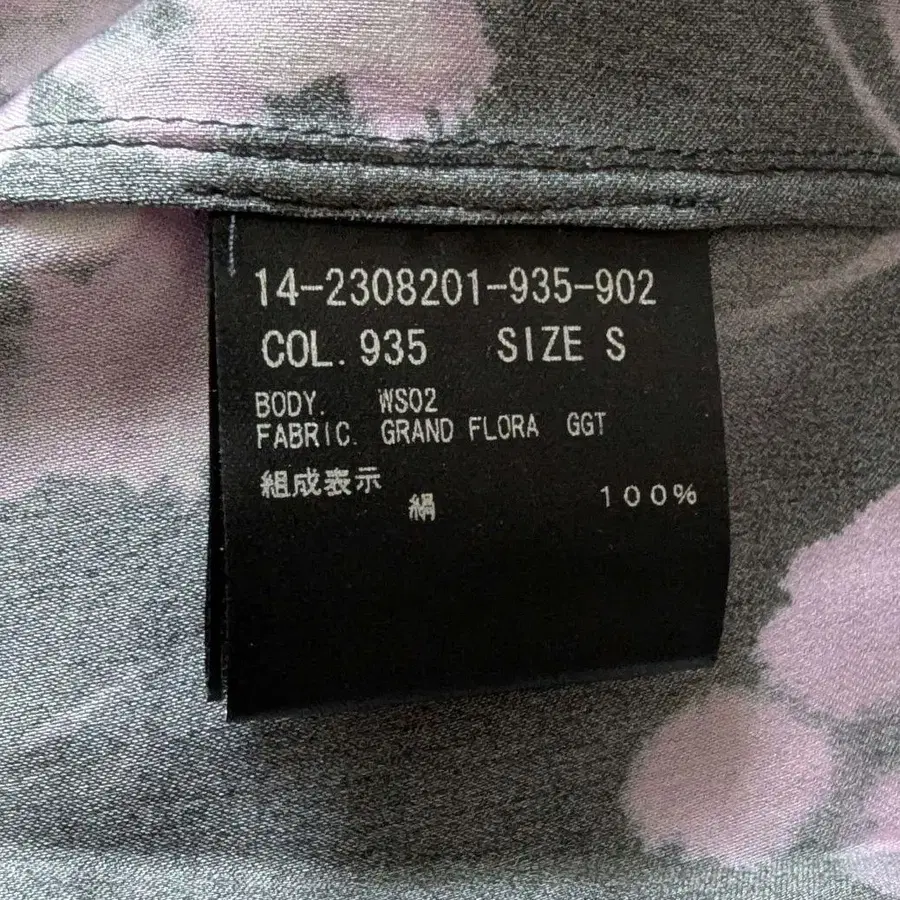 14-2308201-935-902
COL. 935 SIZE S
BODY. WS02
FABRIC. GRAND FLORA GGT
組成表示
絹 100%